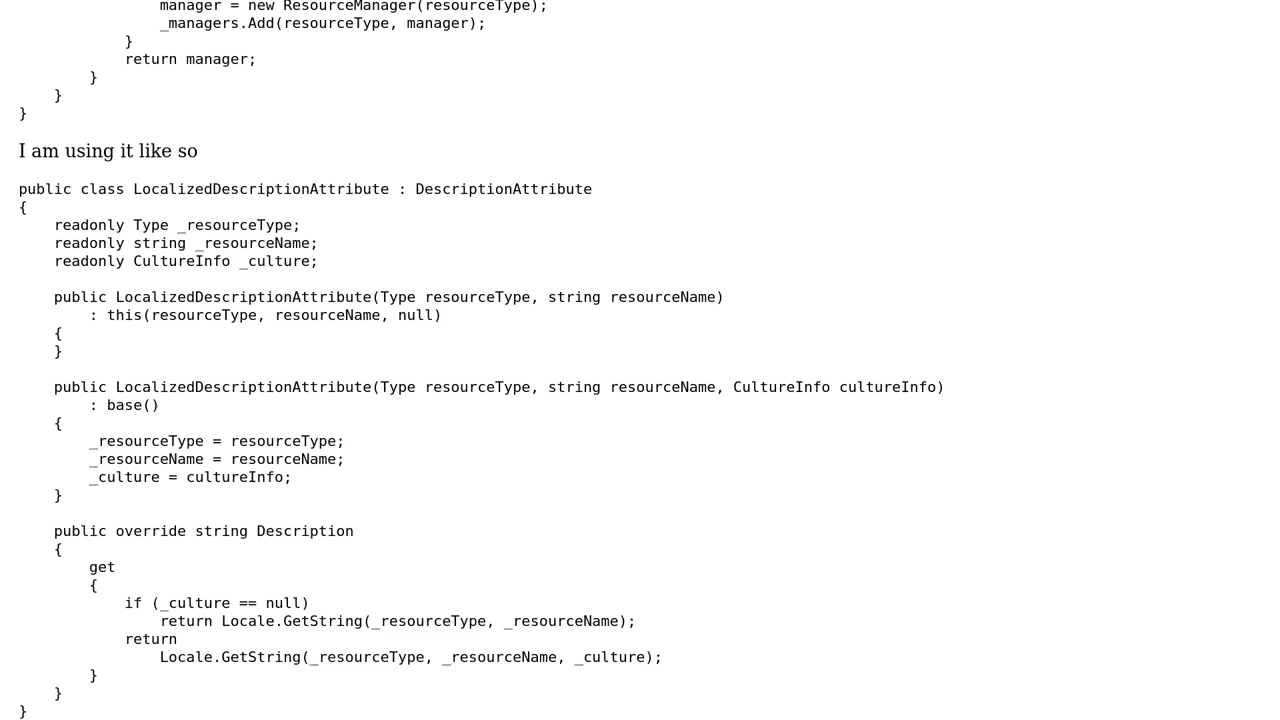 manager = new ResourceManager(resourceType);
                _managers.Add(resourceType, manager);
            }
            return manager;
        }
    }
}
I am using it like so
public class LocalizedDescriptionAttribute : DescriptionAttribute
{
    readonly Type _resourceType;
    readonly string _resourceName;
    readonly CultureInfo _culture;

    public LocalizedDescriptionAttribute(Type resourceType, string resourceName)
        : this(resourceType, resourceName, null)
    {
    }

    public LocalizedDescriptionAttribute(Type resourceType, string resourceName, CultureInfo cultureInfo)
        : base()
    {
        _resourceType = resourceType;
        _resourceName = resourceName;
        _culture = cultureInfo;
    }

    public override string Description
    {
        get
        {
            if (_culture == null)
                return Locale.GetString(_resourceType, _resourceName);
            return
                Locale.GetString(_resourceType, _resourceName, _culture);
        }
    }
}